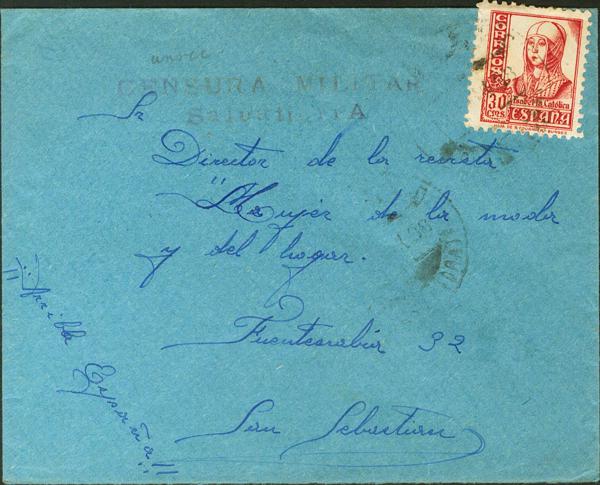 CENSURA MILITAR
CORREOS
30
CTS
Isabel la Católica
ESPAÑA
Sr
Director de la revista
"Mujer de la moda
y del hogar.
Fuenterrabia 32
San Sebastian
¡¡Arriba España!!